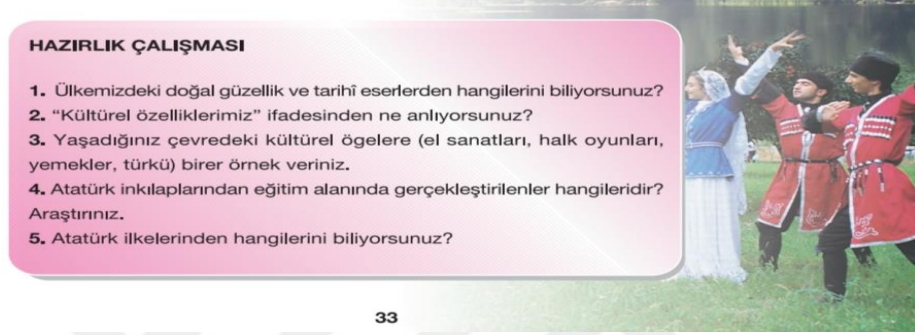 HAZIRLIK ÇALIŞMASI
1. Ülkemizdeki doğal güzellik ve tarihî eserlerden hangilerini biliyorsunuz?
2. “Kültürel özelliklerimiz” ifadesinden ne anlıyorsunuz?
3. Yaşadığınız çevredeki kültürel ögelere (el sanatları, halk oyunları,
yemekler, türkü) birer örnek veriniz.
4. Atatürk inkılaplarından eğitim alanında gerçekleştirilenler hangileridir?
Araştırınız.
5. Atatürk ilkelerinden hangilerini biliyorsunuz?
33